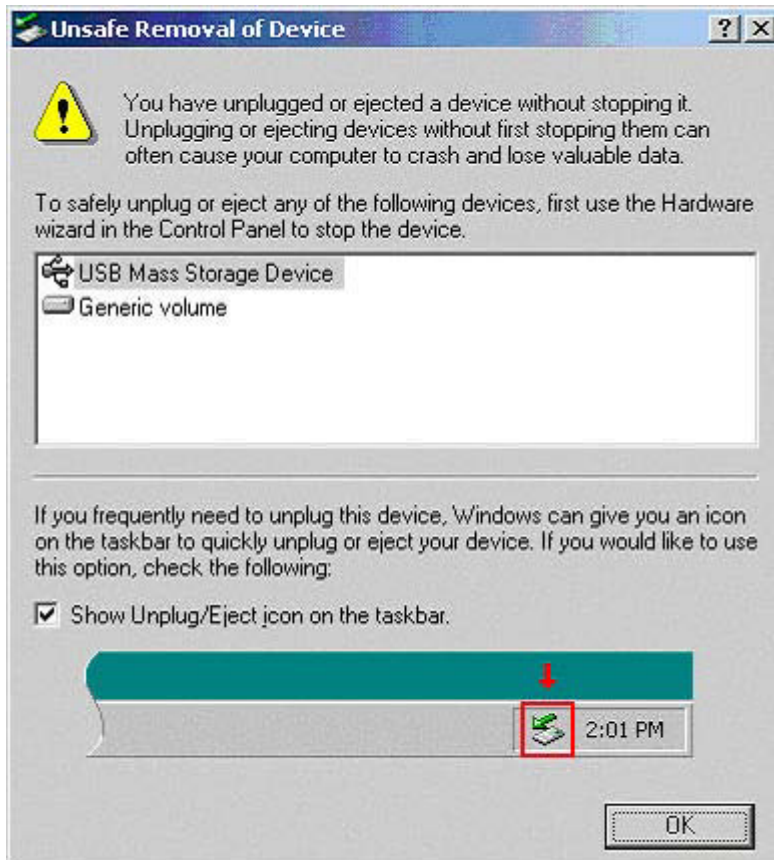 Unsafe Removal of Device
You have unplugged or ejected a device without stopping it.
Unplugging or ejecting devices without first stopping them can
often cause your computer to crash and lose valuable data.
To safely unplug or eject any of the following devices, first use the Hardware
wizard in the Control Panel to stop the device.
USB Mass Storage Device
Generic volume
If you frequently need to unplug this device, Windows can give you an icon
on the taskbar to quickly unplug or eject your device. If you would like to use
this option, check the following:
Show Unplug/Eject icon on the taskbar.
2:01 PM
OK